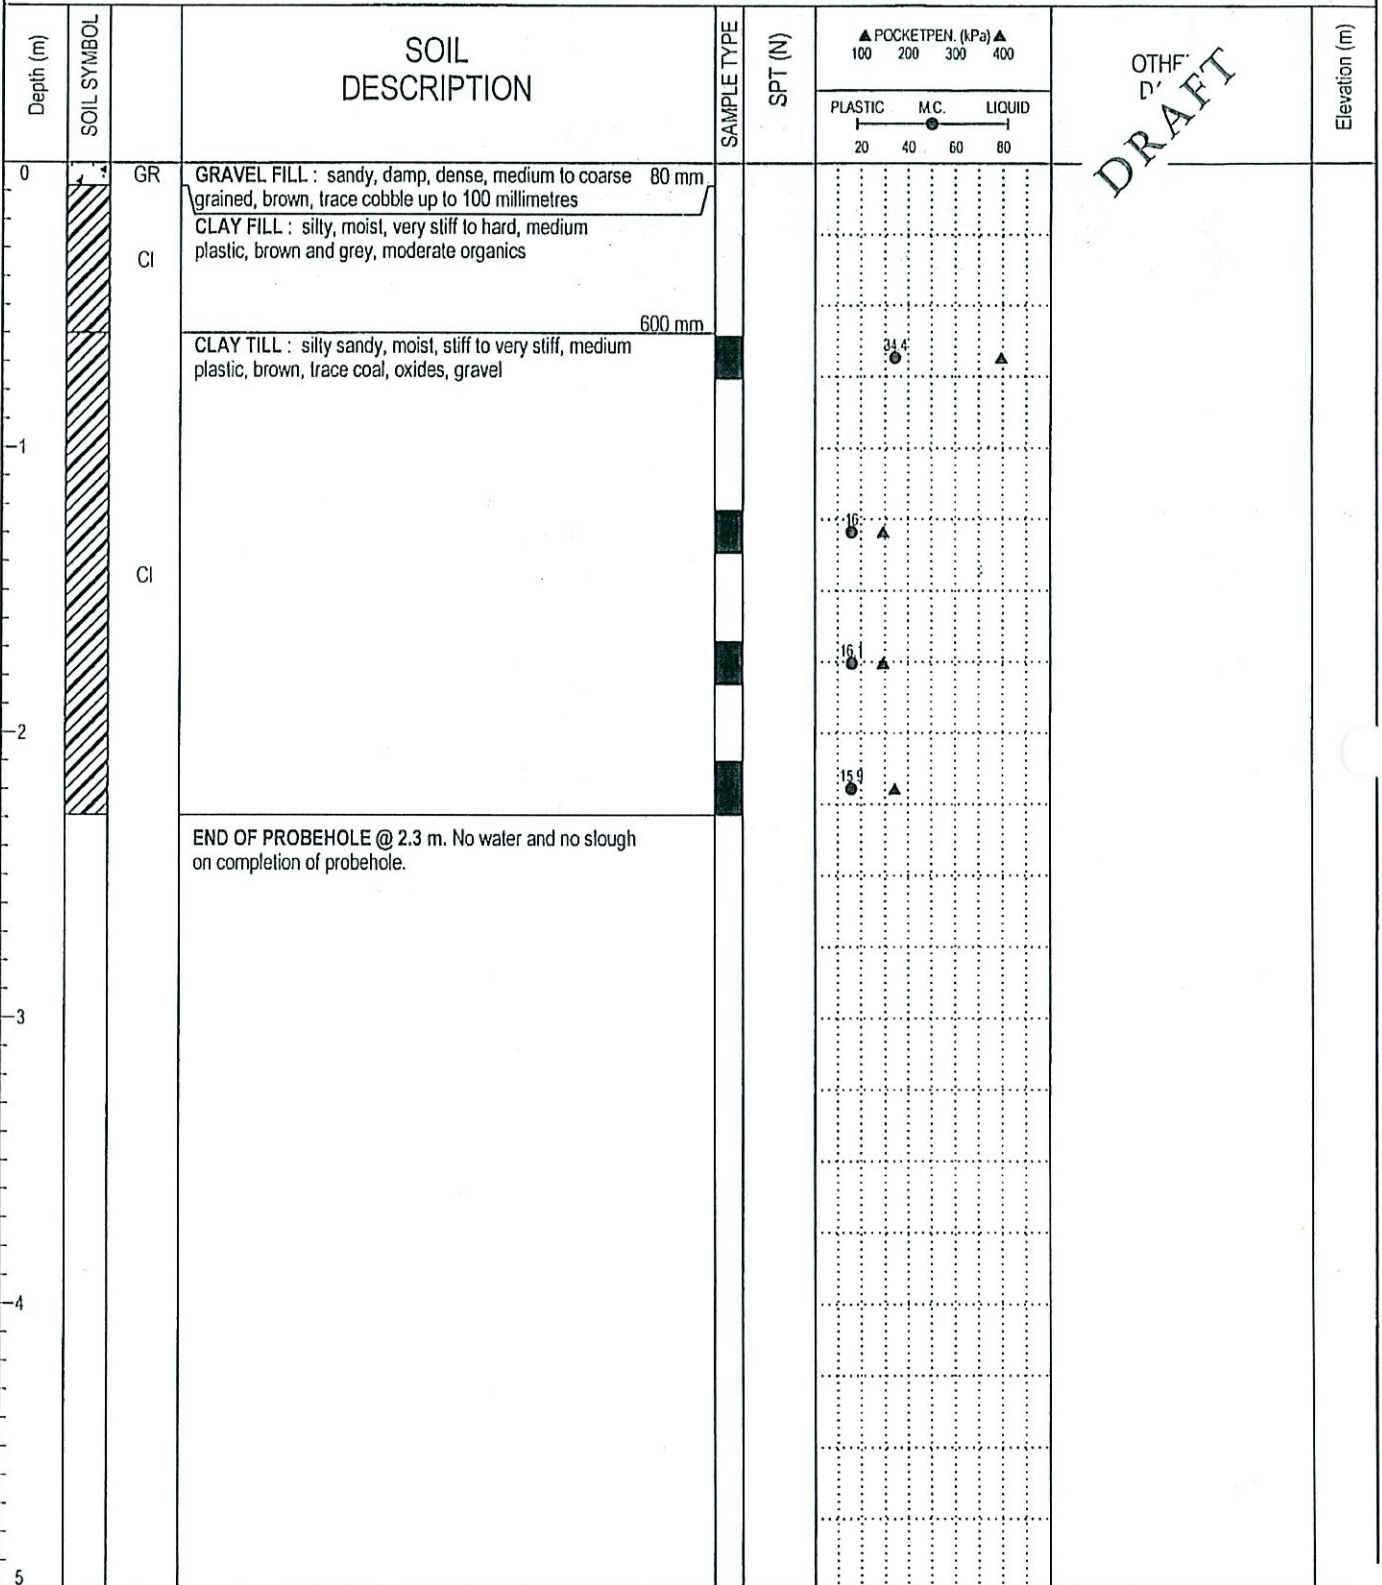 Depth (m)
SOIL SYMBOL
SOIL
DESCRIPTION
SAMPLE TYPE
SPT (N)
▲ POCKETPEN. (kPa) ▲
100 200 300 400
PLASTIC M.C. LIQUID
20 40 60 80
DRAFT
Elevation (m)
0
GR
GRAVEL FILL : sandy, damp, dense, medium to coarse 80 mm
grained, brown, trace cobble up to 100 millimetres
CLAY FILL : silty, moist, very stiff to hard, medium
plastic, brown and grey, moderate organics
CI
600 mm
CLAY TILL : silty sandy, moist, stiff to very stiff, medium
plastic, brown, trace coal, oxides, gravel
34.4
1
16
CI
16.1
2
15.9
END OF PROBEHOLE @ 2.3 m. No water and no slough
on completion of probehole.
3
4
5